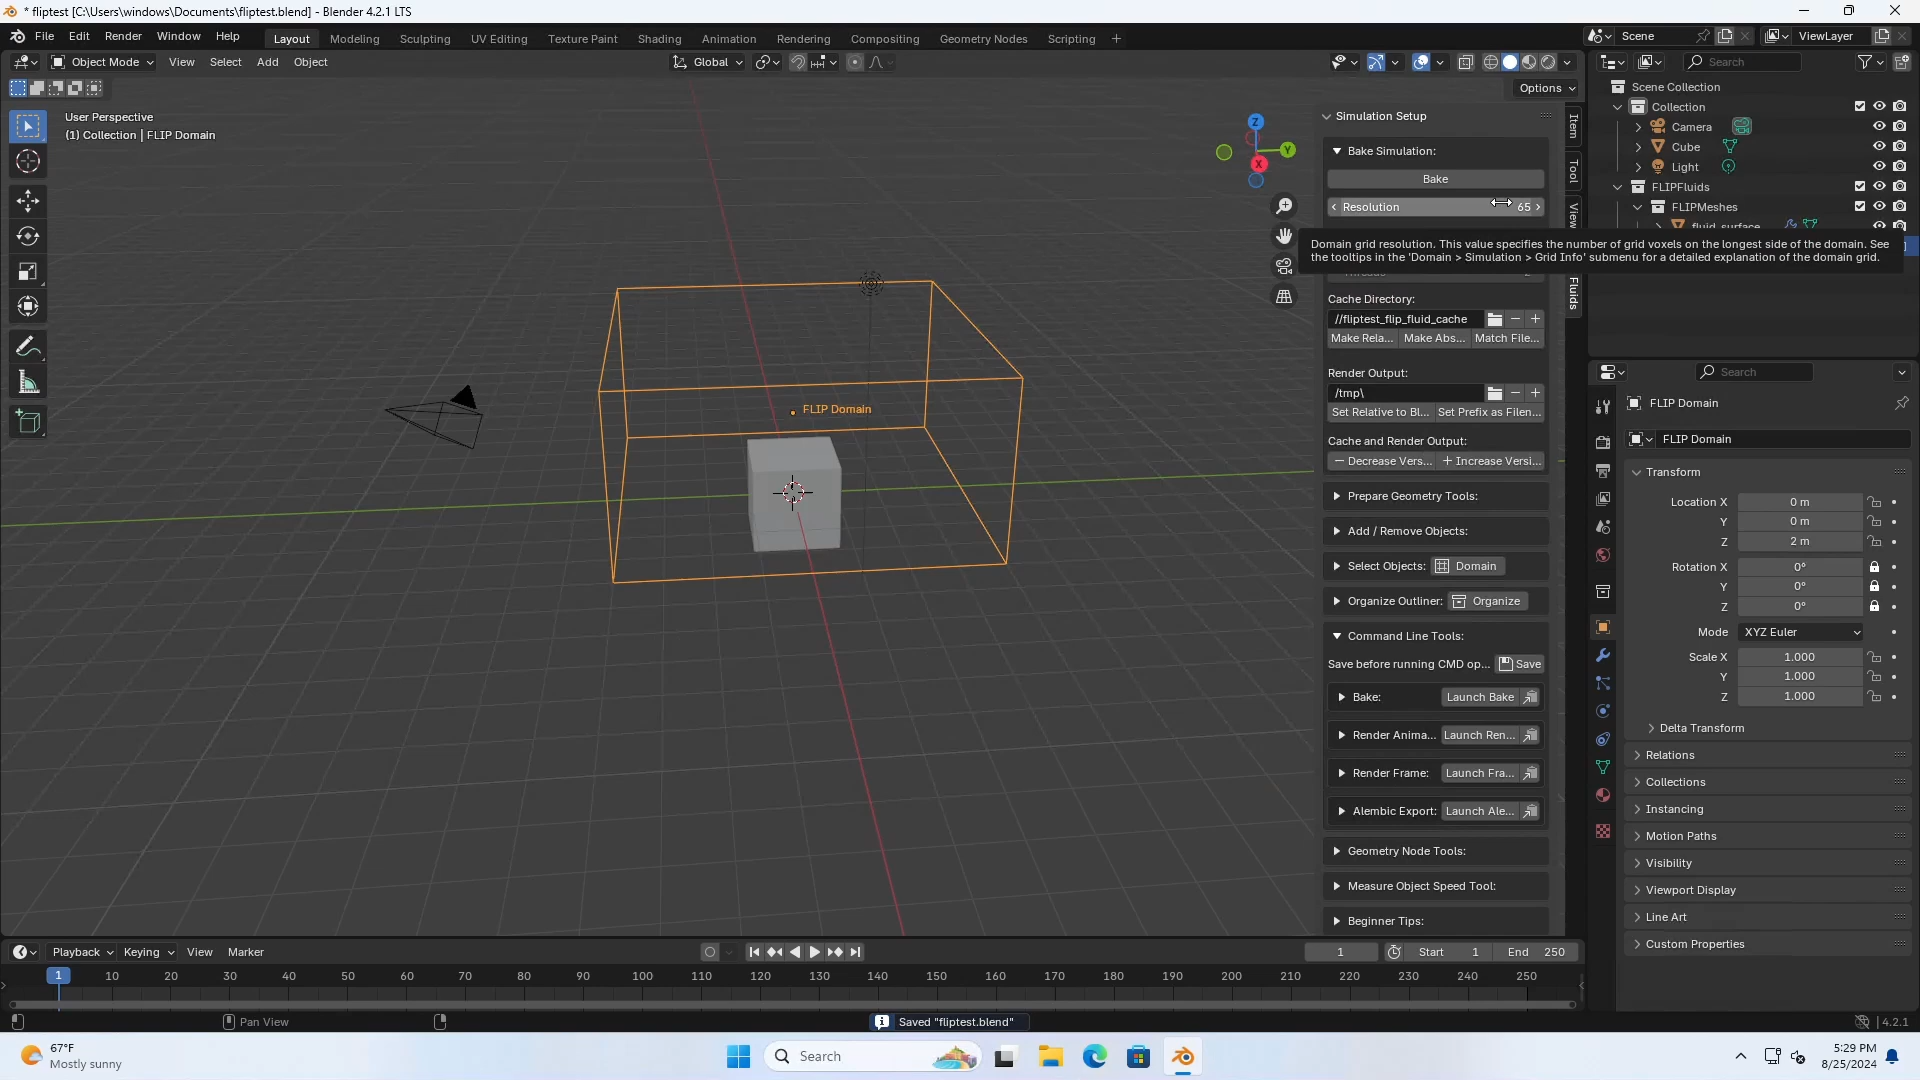 * fliptest [C:\Users\windows\Documents\fliptest.blend] - Blender 4.2.1 LTS
File Edit Render Window Help
Layout Modeling Sculpting UV Editing Texture Paint Shading Animation Rendering Compositing Geometry Nodes Scripting +
Scene
ViewLayer
Object Mode View Select Add Object
Global
Search
Options
User Perspective
(1) Collection | FLIP Domain
Z
Y
X
FLIP Domain
Simulation Setup
Bake Simulation:
Bake
Resolution 65
Domain grid resolution. This value specifies the number of grid voxels on the longest side of the domain. See
the tooltips in the 'Domain > Simulation > Grid Info' submenu for a detailed explanation of the domain grid.
Cache Directory:
//fliptest_flip_fluid_cache
Make Rela... Make Abs... Match File...
Render Output:
/tmp\
Set Relative to Bl... Set Prefix as Filen...
Cache and Render Output:
Decrease Vers... Increase Versi...
Prepare Geometry Tools:
Add / Remove Objects:
Select Objects: Domain
Organize Outliner: Organize
Command Line Tools:
Save before running CMD op... Save
Bake: Launch Bake
Render Anima... Launch Ren...
Render Frame: Launch Fra...
Alembic Export: Launch Ale...
Geometry Node Tools:
Measure Object Speed Tool:
Beginner Tips:
Item
Tool
View
Fluids
Scene Collection
Collection
Camera
Cube
Light
FLIPFluids
FLIPMeshes
fluid_surface
Search
FLIP Domain
FLIP Domain
Transform
Location X 0 m
Y 0 m
Z 2 m
Rotation X 0°
Y 0°
Z 0°
Mode XYZ Euler
Scale X 1.000
Y 1.000
Z 1.000
Delta Transform
Relations
Collections
Instancing
Motion Paths
Visibility
Viewport Display
Line Art
Custom Properties
Playback Keying View Marker
1 Start 1 End 250
1 10 20 30 40 50 60 70 80 90 100 110 120 130 140 150 160 170 180 190 200 210 220 230 240 250
Pan View
Saved "fliptest.blend"
4.2.1
67°F
Mostly sunny
Search
5:29 PM
8/25/2024